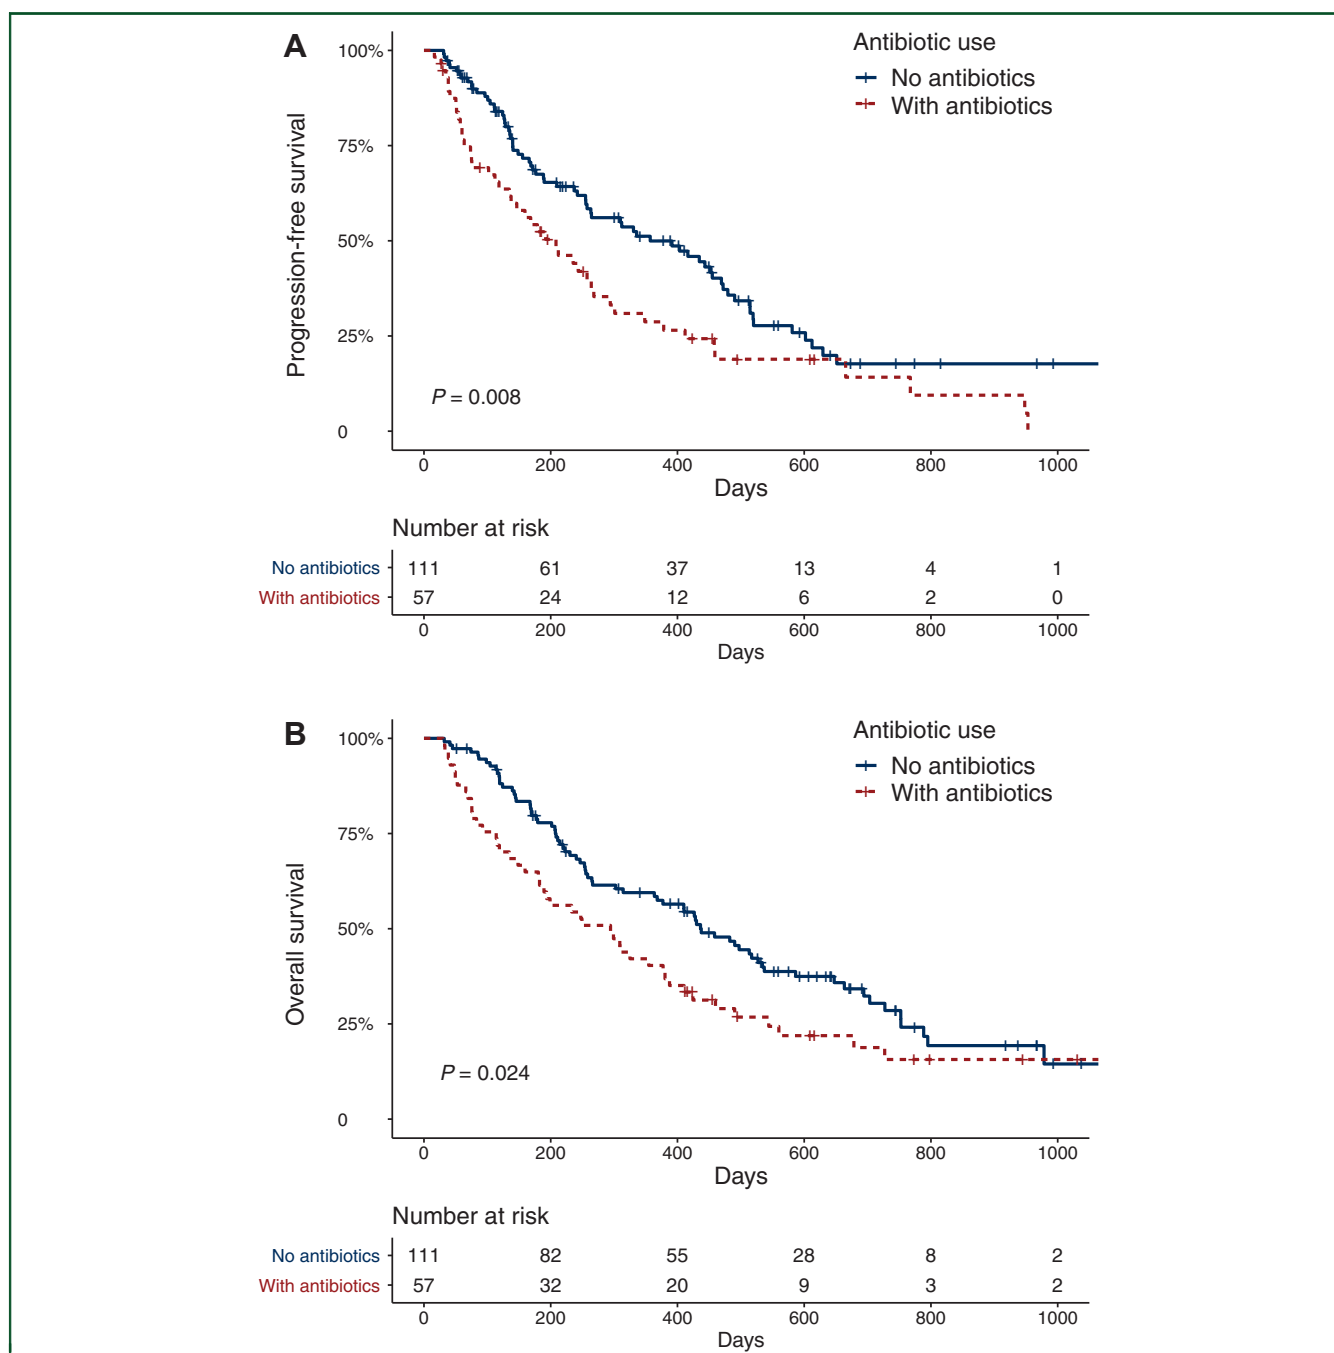 A
100%
75%
50%
25%
0
Progression-free survival
Antibiotic use
No antibiotics
With antibiotics
P = 0.008
0 200 400 600 800 1000
Days
Number at risk
No antibiotics 111 61 37 13 4 1
With antibiotics 57 24 12 6 2 0
0 200 400 600 800 1000
Days
B
100%
75%
50%
25%
0
Overall survival
Antibiotic use
No antibiotics
With antibiotics
P = 0.024
0 200 400 600 800 1000
Days
Number at risk
No antibiotics 111 82 55 28 8 2
With antibiotics 57 32 20 9 3 2
0 200 400 600 800 1000
Days